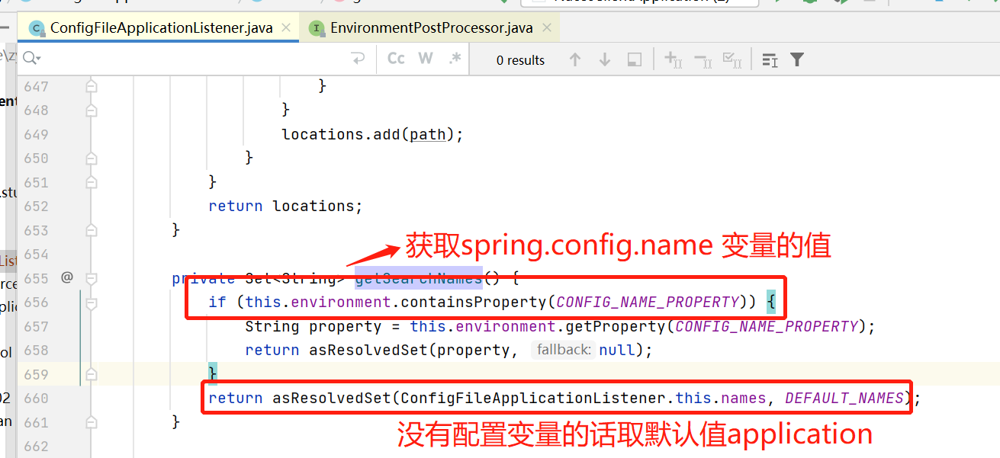 ConfigFileApplicationListener.java EnvironmentPostProcessor.java
Cc W .* 0 results
647 }
648 }
649 locations.add(path);
650 }
651 }
652 return locations;
653 }
654
获取spring.config.name 变量的值
655 @ private Set<String> getSearchNames() {
656 if (this.environment.containsProperty(CONFIG_NAME_PROPERTY)) {
657 String property = this.environment.getProperty(CONFIG_NAME_PROPERTY);
658 return asResolvedSet(property, fallback: null);
659 }
660 return asResolvedSet(ConfigFileApplicationListener.this.names, DEFAULT_NAMES);
661 }
没有配置变量的话取默认值application
662